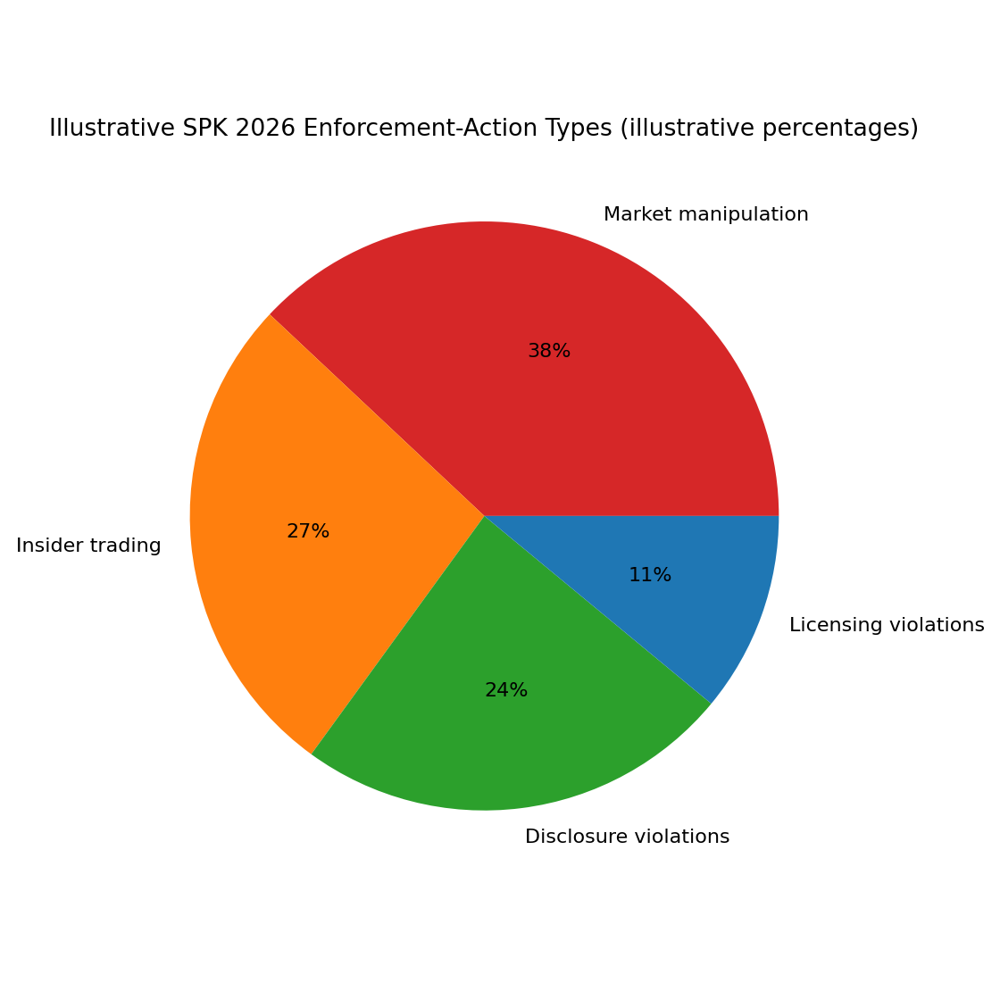 Illustrative SPK 2026 Enforcement-Action Types (illustrative percentages)
Market manipulation
38%
Insider trading
27%
11%
Licensing violations
24%
Disclosure violations